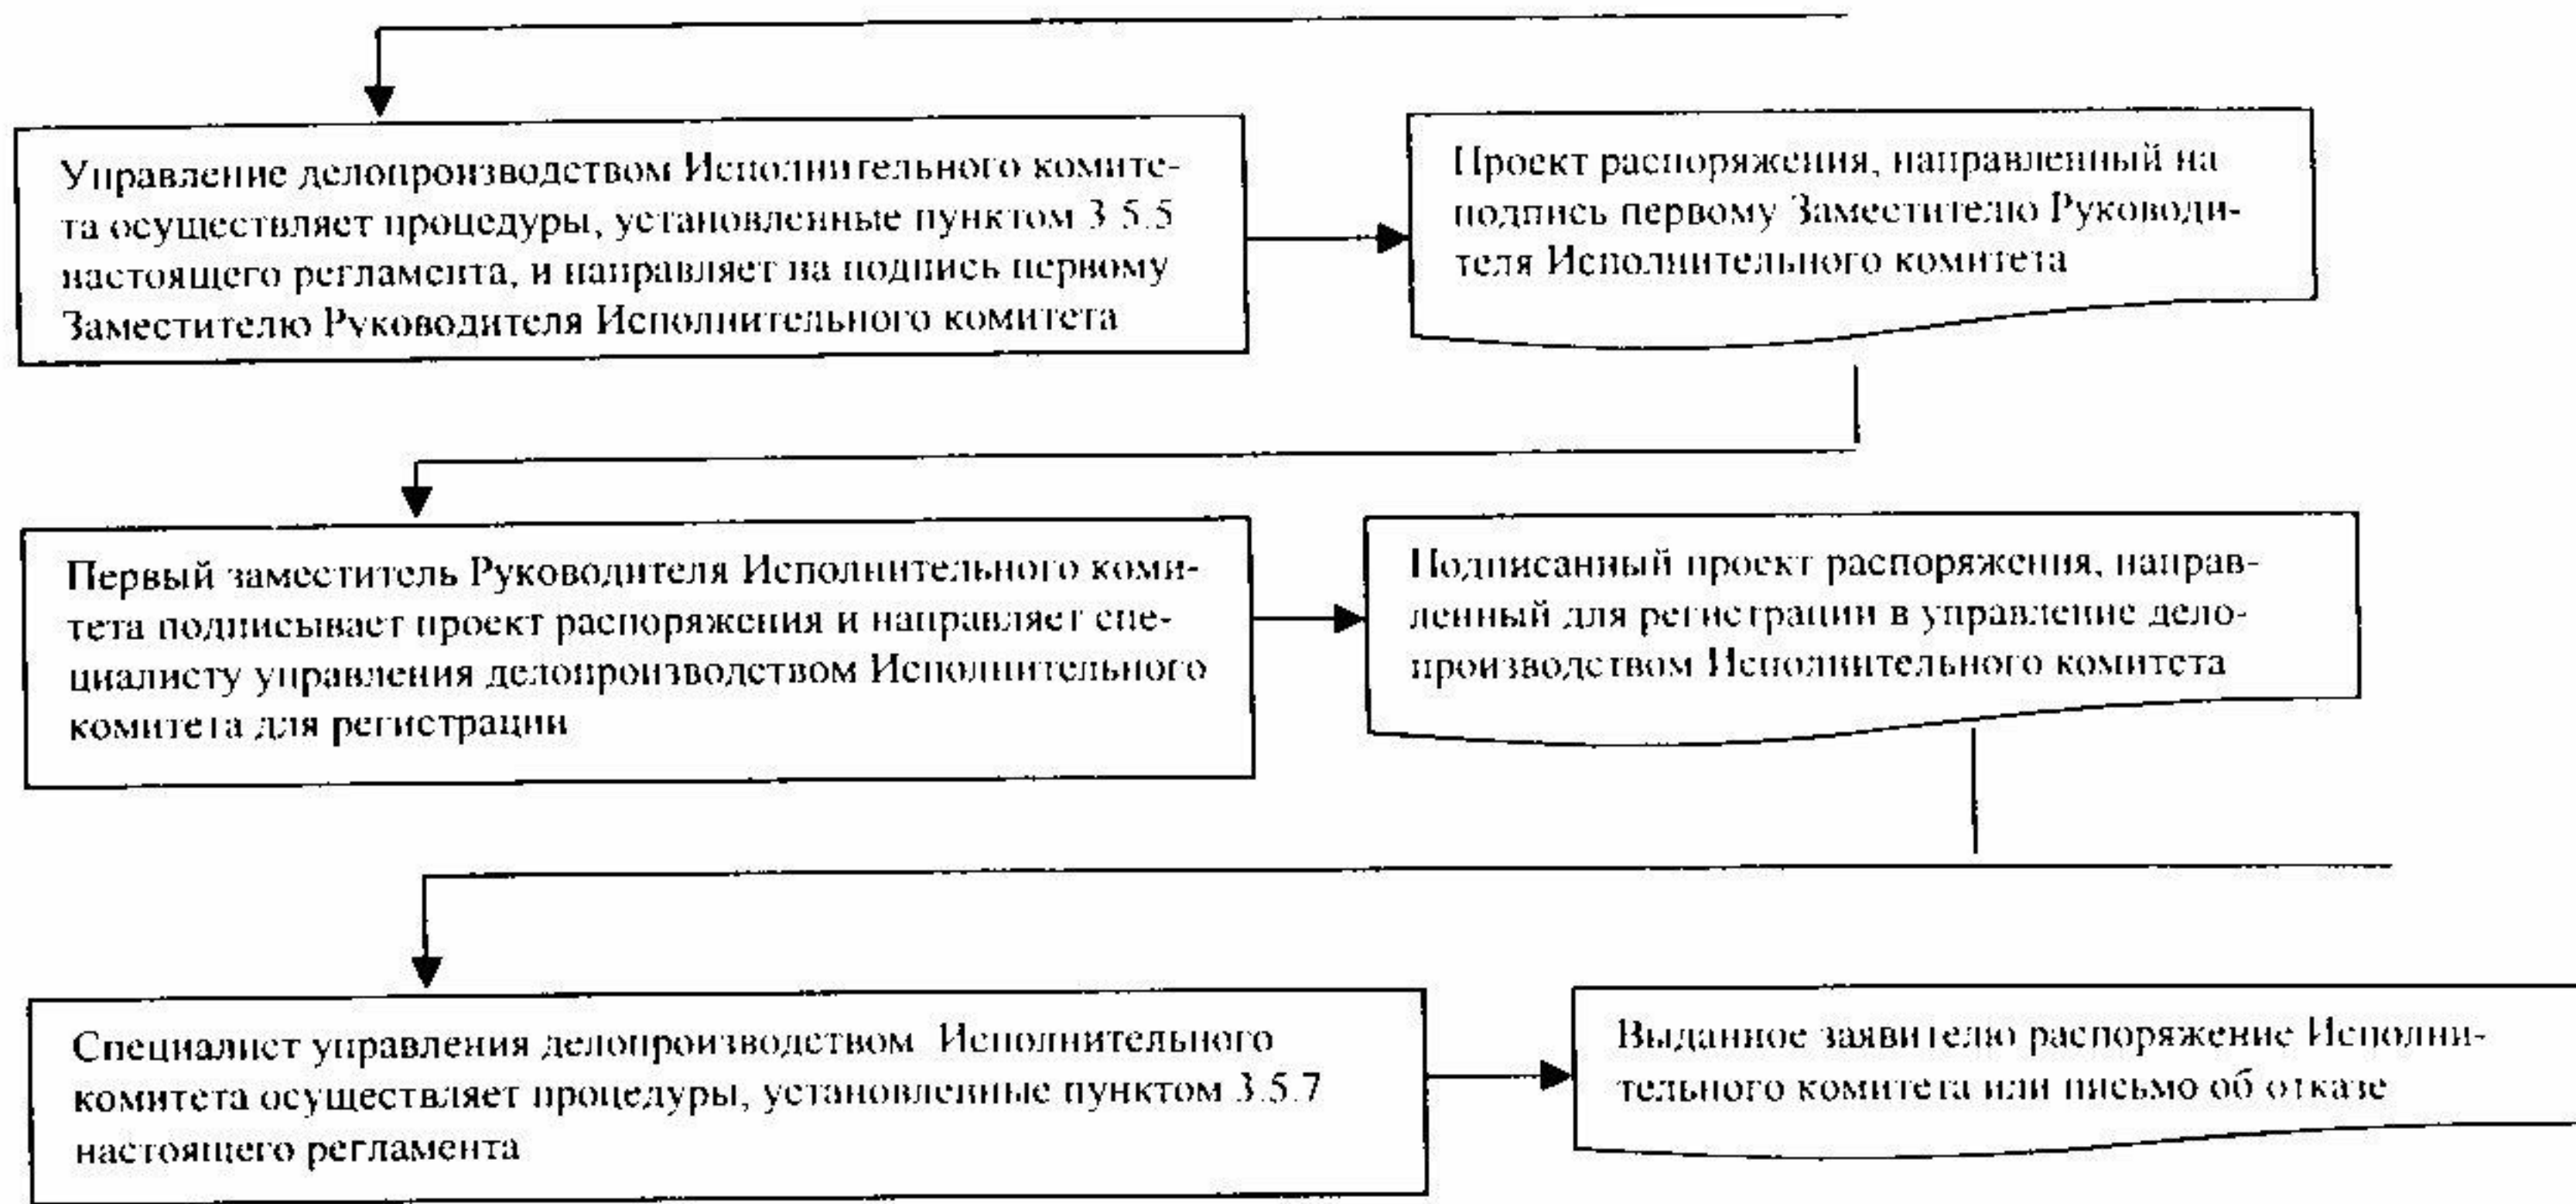 Управление делопроизводством Исполнительного комите-
та осуществляет процедуры, установленные пунктом 3 5.5
настоящего регламента, и направляет на подпись первому
Заместителю Руководителя Исполнительного комитета
Проект распоряжения, направленный на
подпись первому Заместителю Руководи-
теля Исполнительного комитета
Первый заместитель Руководителя Исполнительного коми-
тета подписывает проект распоряжения и направляет спе-
циалисту управления делопроизводством Исполнительного
комитета для регистрации
Подписанный проект распоряжения, направ-
ленный для регистрации в управление дело-
производством Исполнительного комитета
Специалист управления делопроизводством Исполнительного
комитета осуществляет процедуры, установленные пунктом 3.5.7
настоящего регламента
Выданное заявителю распоряжение Исполни-
тельного комитета или письмо об отказе